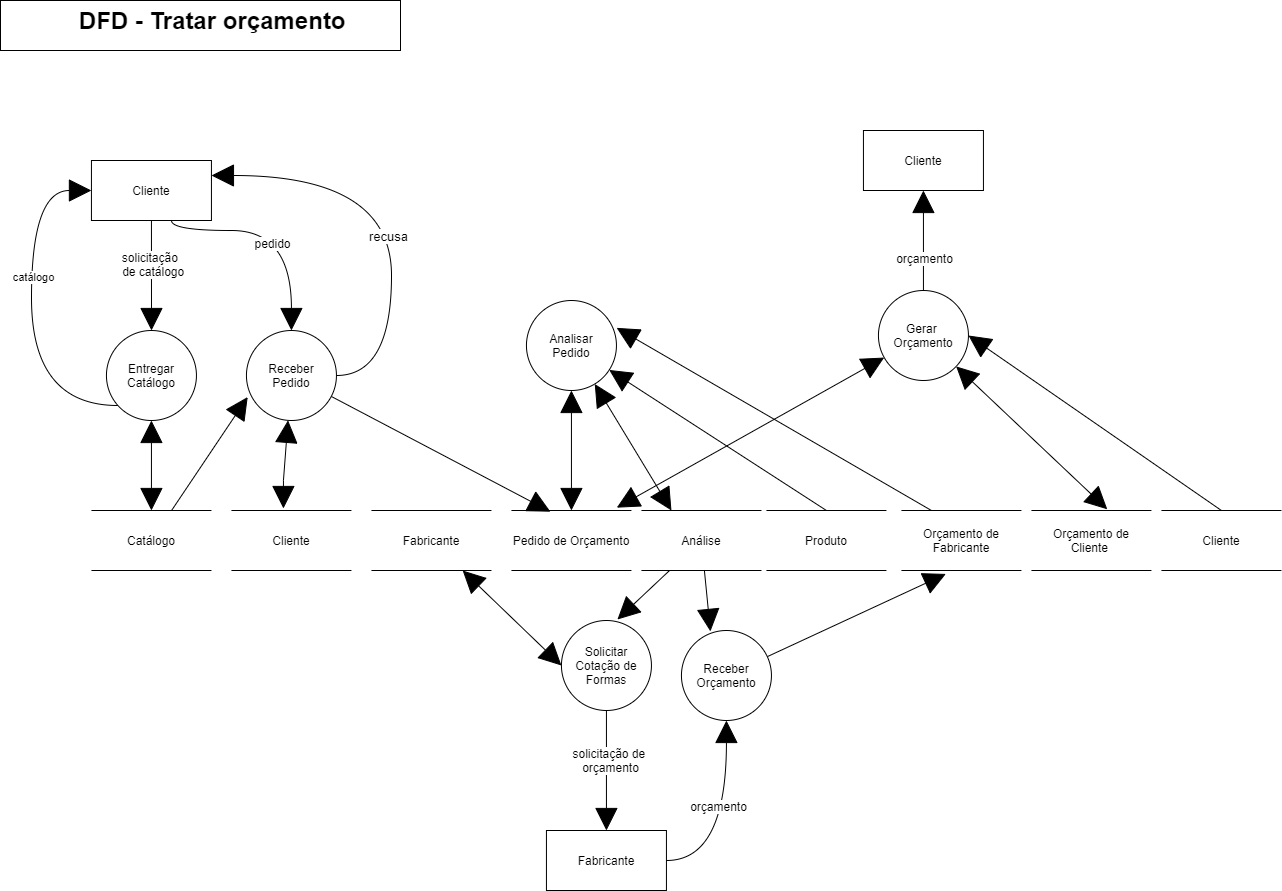 DFD - Tratar orçamento
Cliente
Cliente
solicitação
de catálogo
pedido
recusa
catálogo
orçamento
Entregar
Catálogo
Receber
Pedido
Analisar
Pedido
Gerar
Orçamento
Catálogo
Cliente
Fabricante
Pedido de Orçamento
Análise
Produto
Orçamento de
Fabricante
Orçamento de
Cliente
Cliente
Solicitar
Cotação de
Formas
Receber
Orçamento
solicitação de
orçamento
orçamento
Fabricante